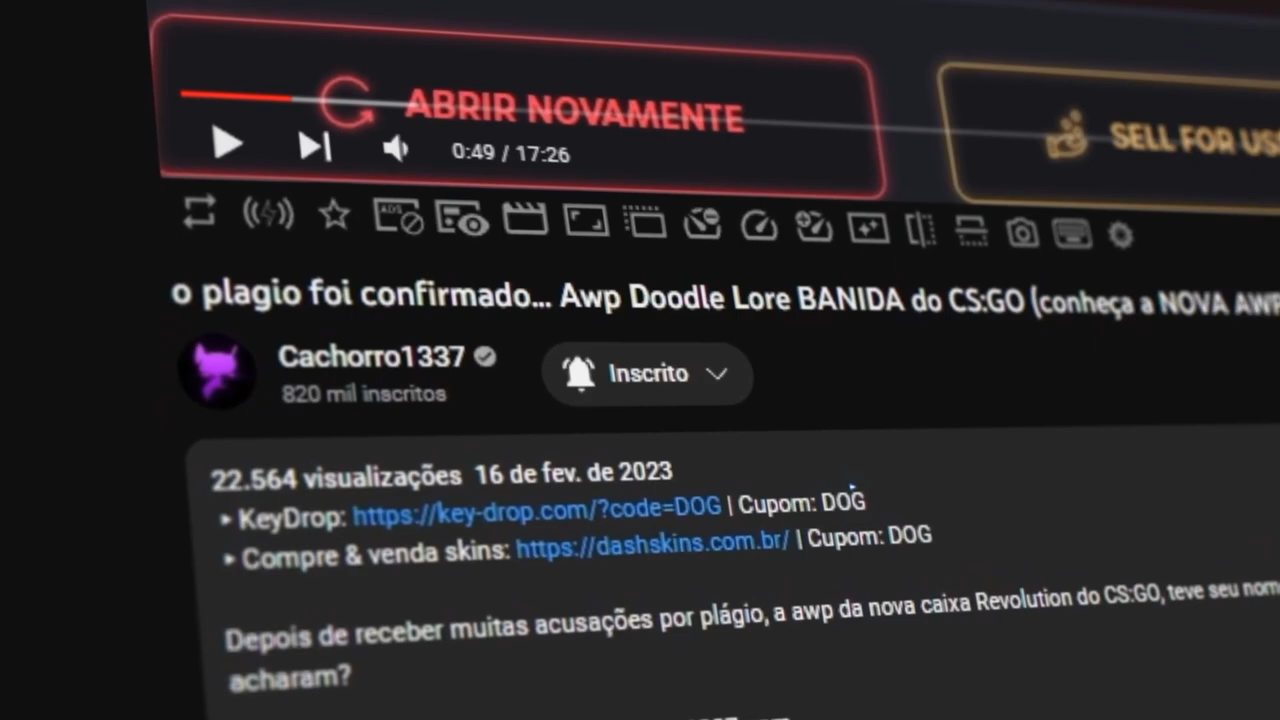 ABRIR NOVAMENTE
SELL FOR
0:49 / 17:26
ADS
o plagio foi confirmado... Awp Doodle Lore BANIDA do CS:GO (conheça a NOVA AWP
Cachorro1337
820 mil inscritos
Inscrito
22.564 visualizações 16 de fev. de 2023
▸ KeyDrop: https://key-drop.com/?code=DOG | Cupom: DOG
▸ Compre & venda skins: https://dashskins.com.br/ | Cupom: DOG
Depois de receber muitas acusações por plágio, a awp da nova caixa Revolution do CS:GO, teve seu
acharam?